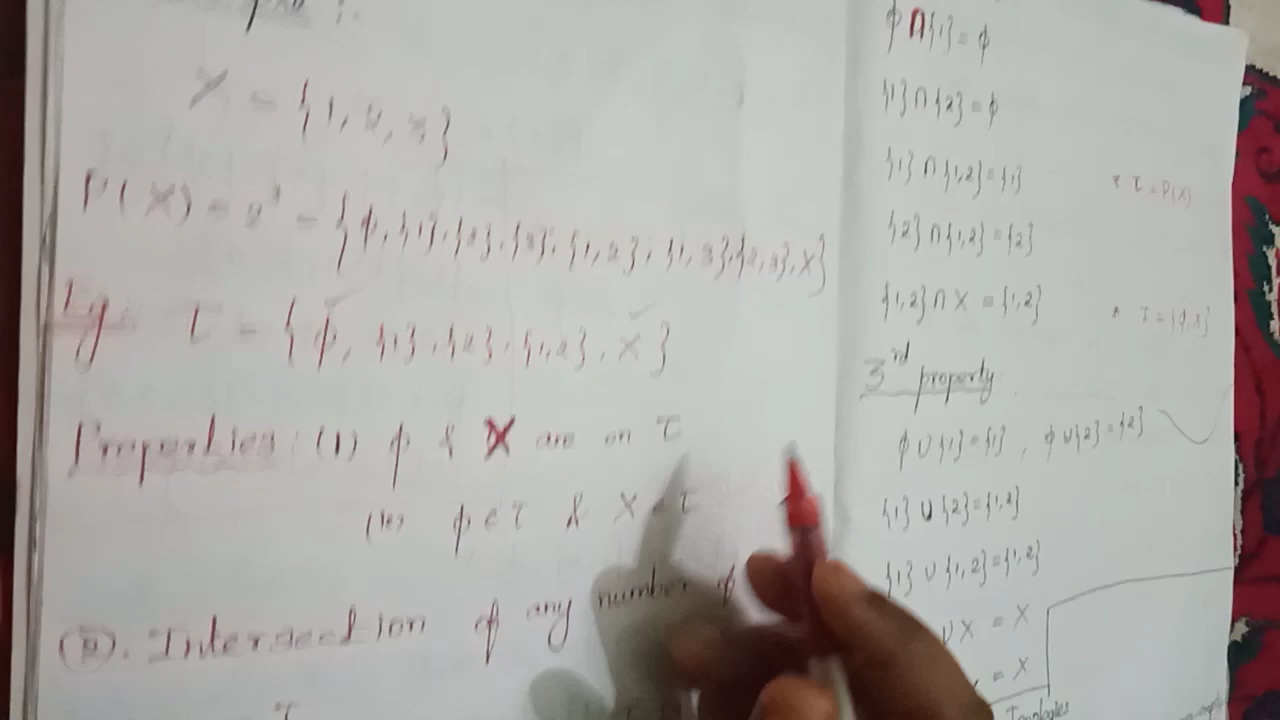 X = {1, 2, 3}
P(X) = 2³ = {ϕ, {1}, {2}, {3}, {1, 2}, {1, 3}, {2, 3}, X}
Eg: τ = {ϕ, {1}, {2}, {1, 2}, X}
Properties: (1) ϕ & X are on τ
(ie) ϕ ∈ τ & X ∈ τ
(2). Intersection of any number of
ϕ ∩ {1} = ϕ
{1} ∩ {2} = ϕ
{1} ∩ {1, 2} = {1}
* τ = P(X)
{2} ∩ {1, 2} = {2}
{1, 2} ∩ X = {1, 2}
* τ = {ϕ, X}
3rd property
ϕ ∪ {1} = {1}, ϕ ∪ {2} = {2}
{1} ∪ {2} = {1, 2}
{1} ∪ {1, 2} = {1, 2}
∪ X = X
= X
Topologies